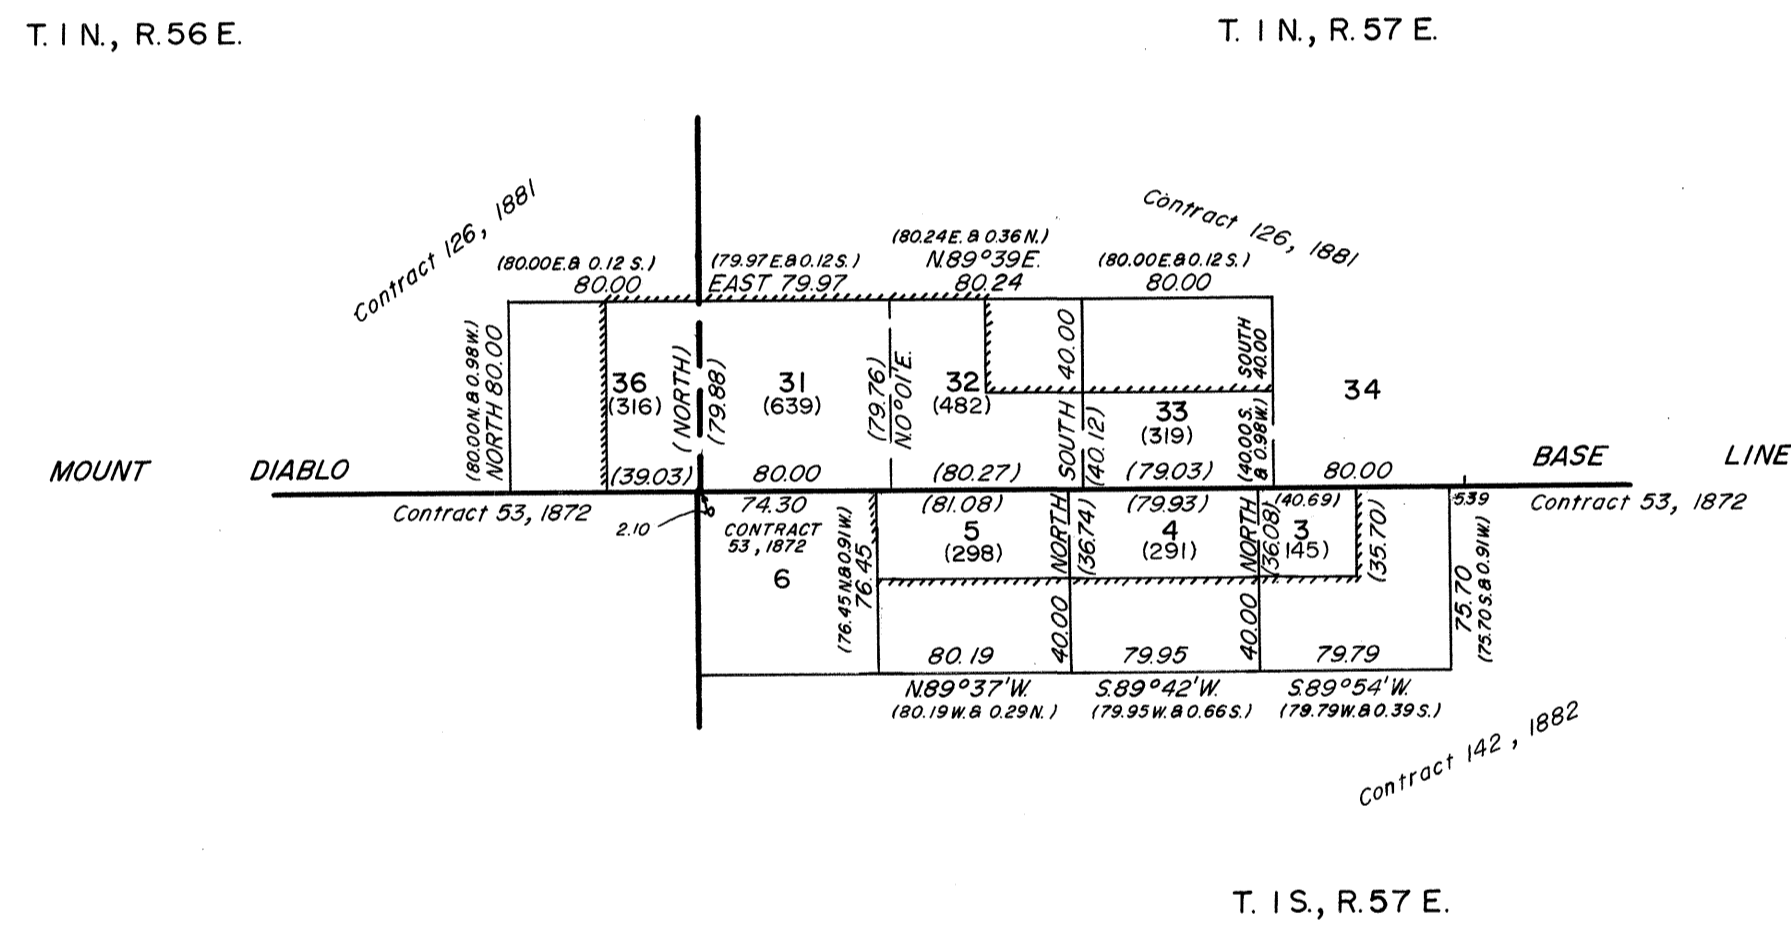 T. 1 N., R. 56 E.
T. 1 N., R. 57 E.
Contract 126, 1881
Contract 126, 1881
(80.00 E. & 0.12 S.)
80.00
(79.97 E. & 0.12 S.)
EAST 79.97
(80.24 E. & 0.36 N.)
N. 89° 39 E.
80.24
(80.00 E. & 0.12 S.)
80.00
(80.00 N. & 0.98 W.)
NORTH 80.00
36
(316)
(NORTH)
(79.88)
31
(639)
(79.76)
N. 0° 01' E.
32
(482)
SOUTH 40.00
(40.12)
33
(319)
SOUTH
40.00
(40.00 S.
& 0.98 W.)
34
(39.03)
80.00
(80.27)
(79.03)
80.00
MOUNT DIABLO BASE LINE
Contract 53, 1872
2.10
74.30
CONTRACT
53, 1872
6
(76.45 N. & 0.91 W.)
76.45
(81.08)
5
(298)
NORTH
(36.74)
40.00
(79.93)
4
(291)
NORTH
(36.08)
40.00
(40.69)
3
(145)
(35.70)
5.39
Contract 53, 1872
75.70
(75.70 S. & 0.91 W.)
80.19
79.95
79.79
N. 89° 37' W.
(80.19 W. & 0.29 N.)
S. 89° 42' W.
(79.95 W. & 0.66 S.)
S. 89° 54' W.
(79.79 W. & 0.39 S.)
Contract 142, 1882
T. 1 S., R. 57 E.